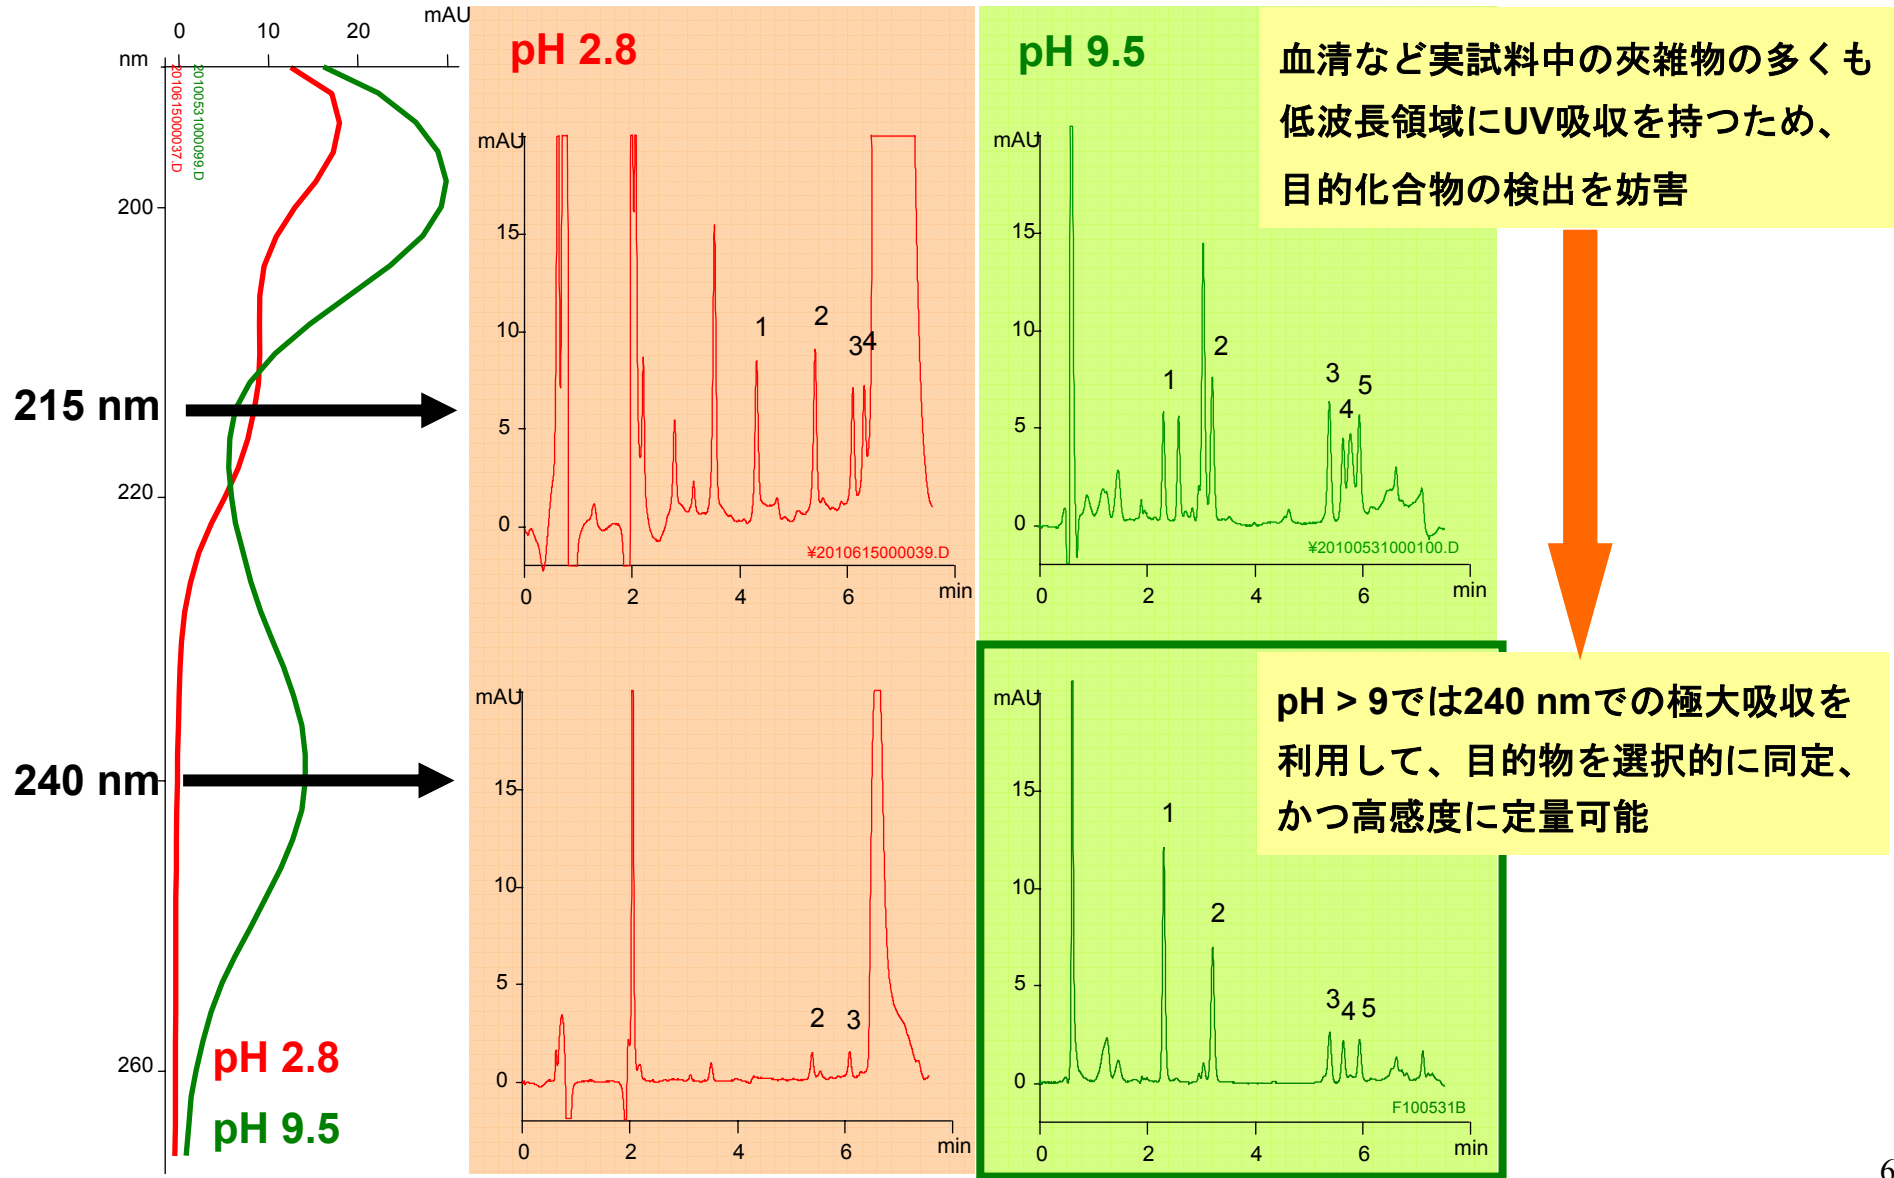 mAU
0 10 20
nm
20100615000037.D
20100531000099.D
200
215 nm
220
240 nm
260
pH 2.8
pH 9.5
pH 2.8
mAU
15
10
5
0
1 2 3 4
¥2010615000039.D
0 2 4 6 min
pH 9.5
mAU
15
10
5
0
1 2 3 4 5
¥20100531000100.D
0 2 4 6 min
血清など実試料中の夾雑物の多くも
低波長領域にUV吸収を持つため、
目的化合物の検出を妨害
mAU
15
10
5
0
2 3
0 2 4 6 min
mAU
15
10
5
0
1 2 3 4 5
F100531B
0 2 4 6 min
pH > 9では240 nmでの極大吸収を
利用して、目的物を選択的に同定、
かつ高感度に定量可能
6